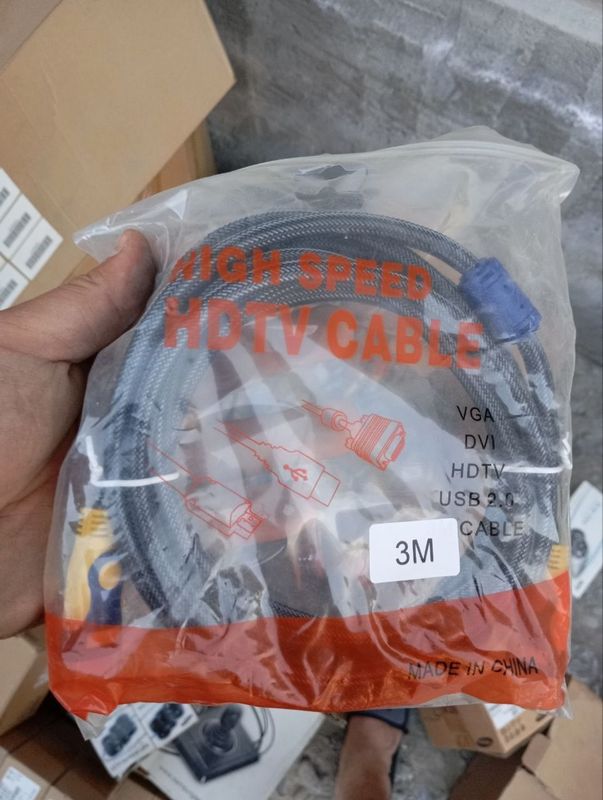 HIGH SPEED
HDTV CABLE
VGA
DVI
HDTV
USB 2.0
CABLE
3M
MADE IN CHINA